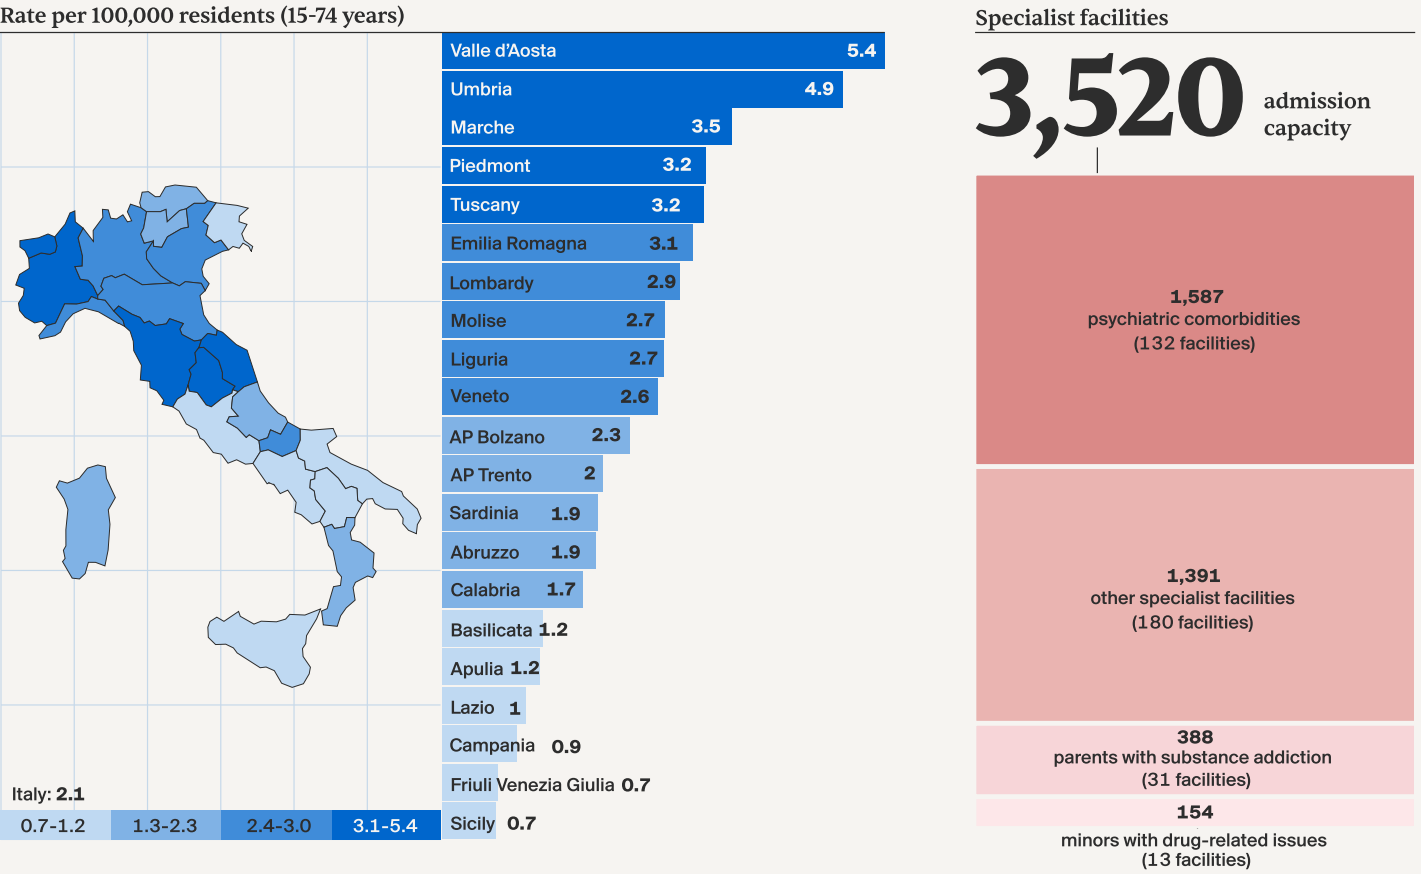 Rate per 100,000 residents (15-74 years)
Valle d’Aosta 5.4
Umbria 4.9
Marche 3.5
Piedmont 3.2
Tuscany 3.2
Emilia Romagna 3.1
Lombardy 2.9
Molise 2.7
Liguria 2.7
Veneto 2.6
AP Bolzano 2.3
AP Trento 2
Sardinia 1.9
Abruzzo 1.9
Calabria 1.7
Basilicata 1.2
Apulia 1.2
Lazio 1
Campania 0.9
Friuli Venezia Giulia 0.7
Sicily 0.7
Italy: 2.1
0.7-1.2 1.3-2.3 2.4-3.0 3.1-5.4
Specialist facilities
3,520 admission
capacity
1,587
psychiatric comorbidities
(132 facilities)
1,391
other specialist facilities
(180 facilities)
388
parents with substance addiction
(31 facilities)
154
minors with drug-related issues
(13 facilities)